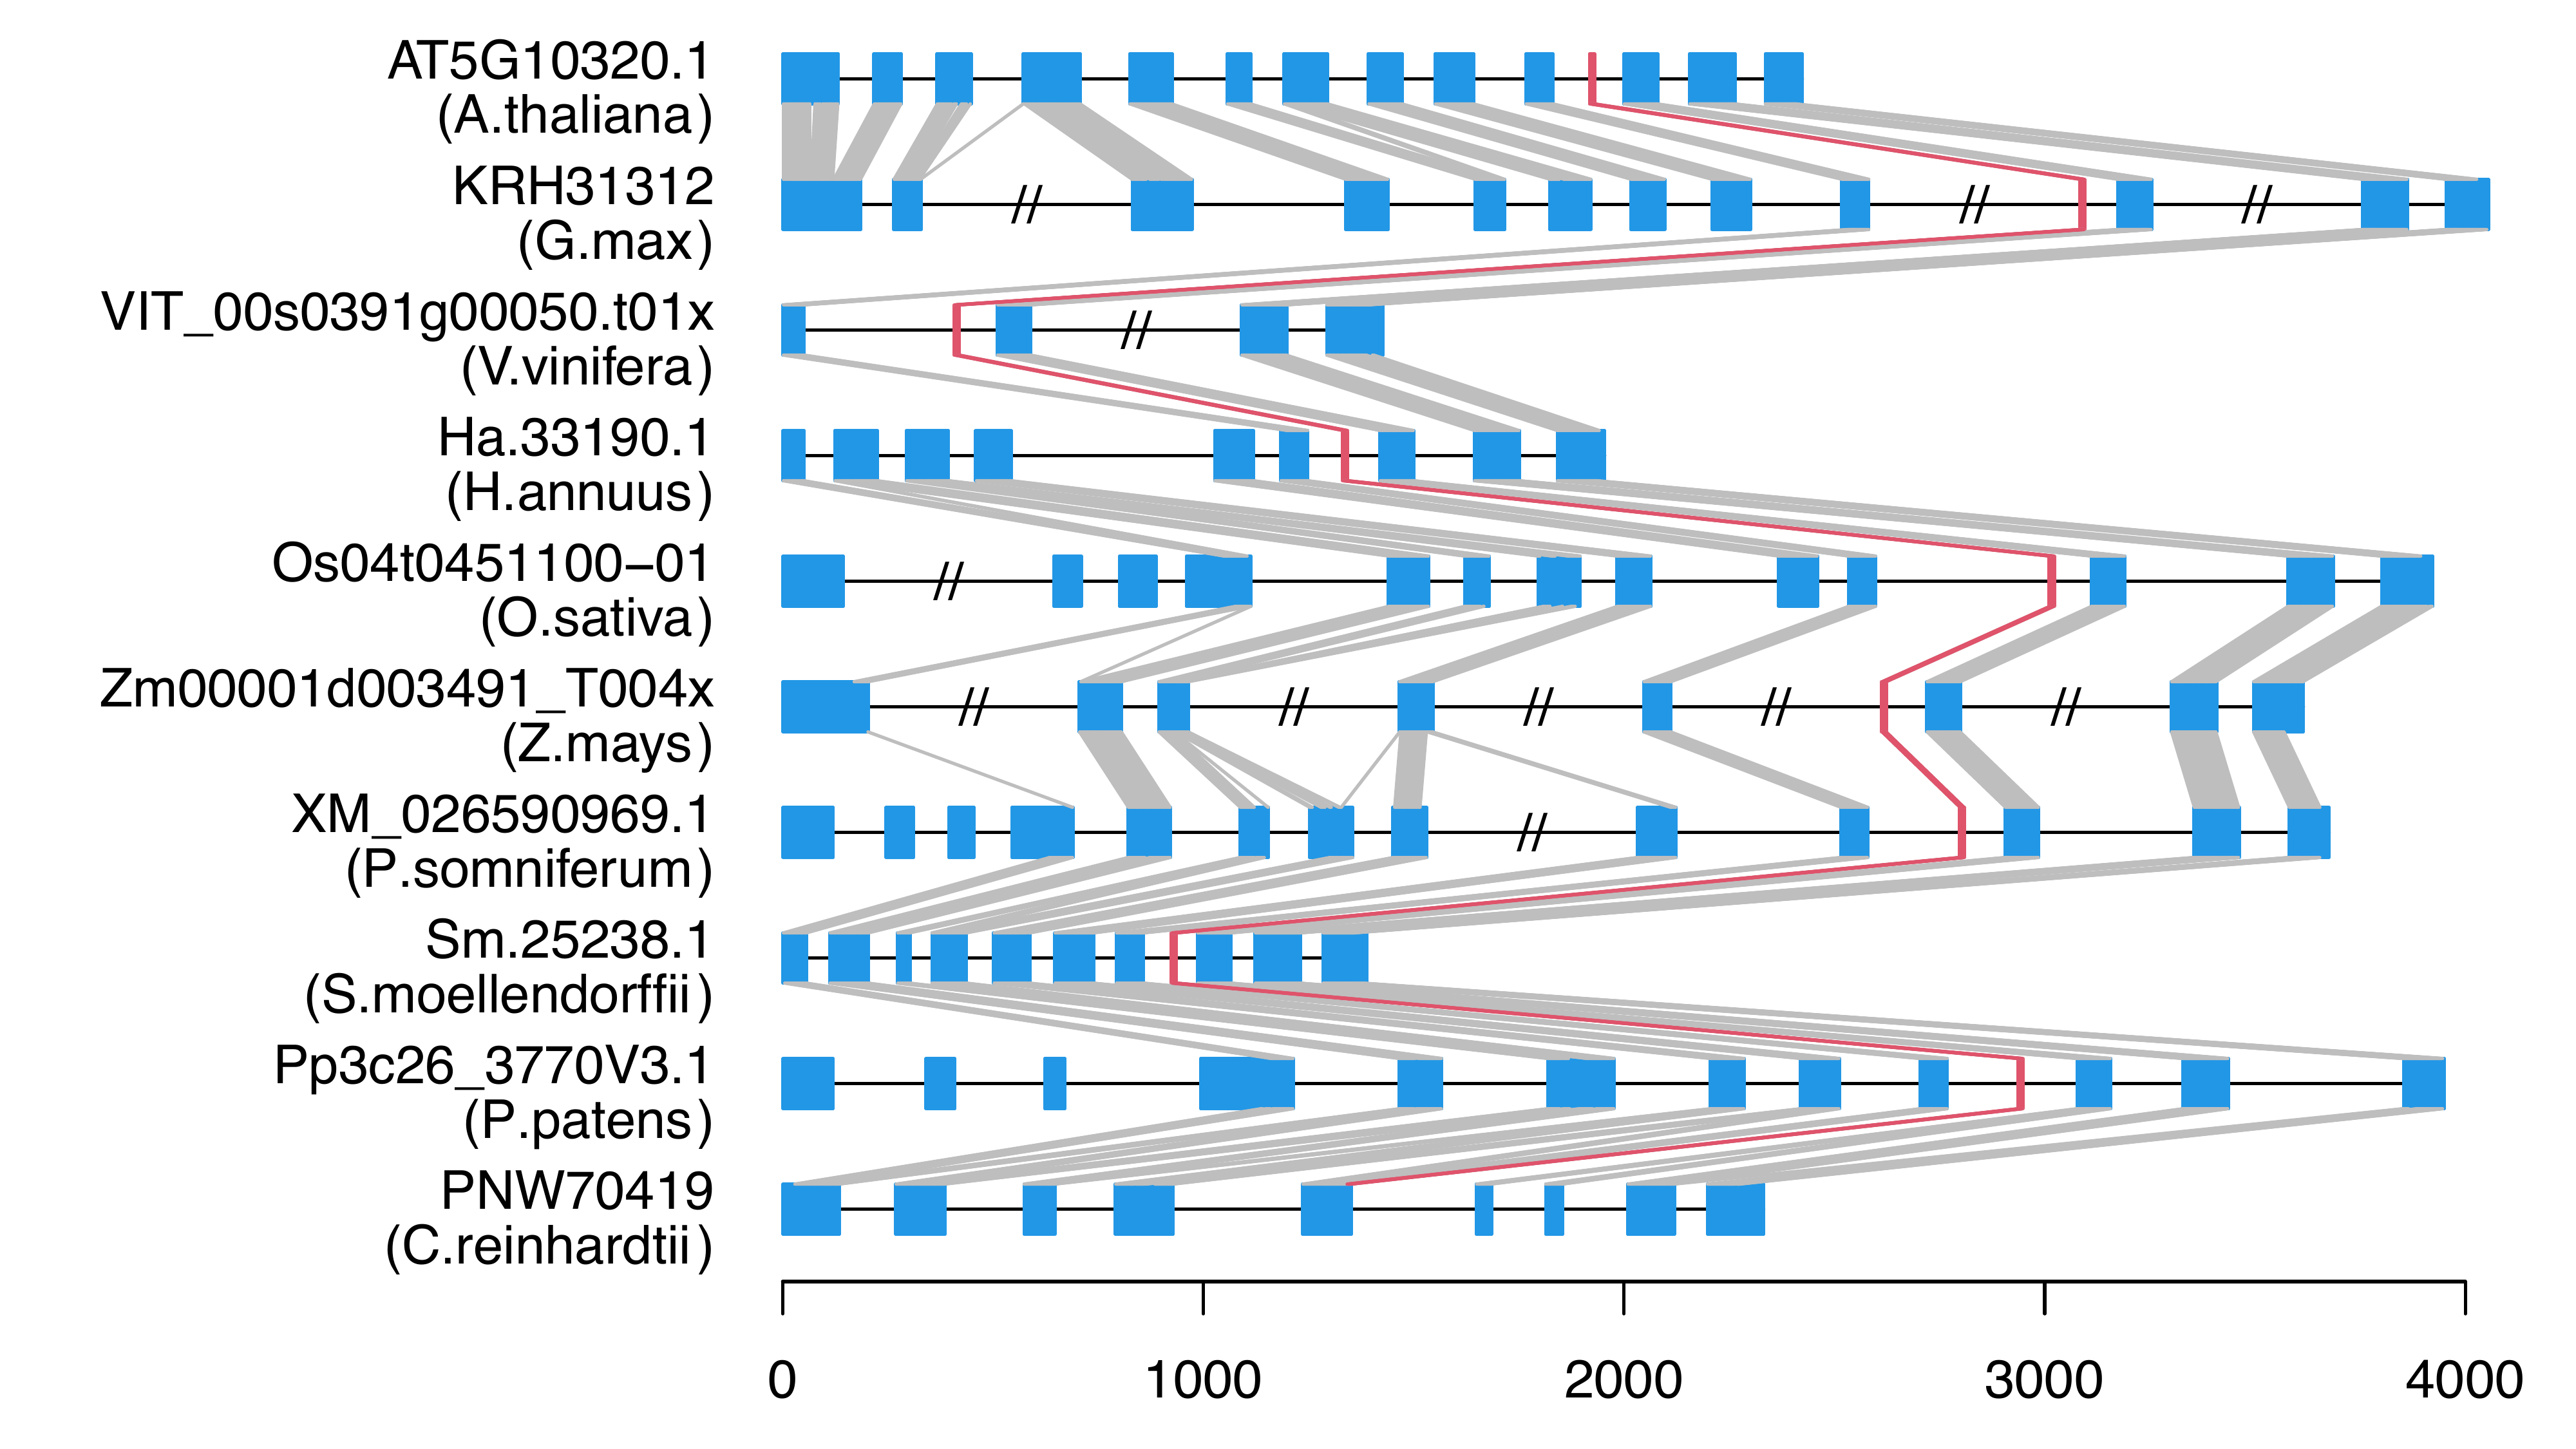 AT5G10320.1
(A.thaliana)
KRH31312
(G.max)
VIT_00s0391g00050.t01x
(V.vinifera)
Ha.33190.1
(H.annuus)
Os04t0451100−01
(O.sativa)
Zm00001d003491_T004x
(Z.mays)
XM_026590969.1
(P.somniferum)
Sm.25238.1
(S.moellendorffii)
Pp3c26_3770V3.1
(P.patens)
PNW70419
(C.reinhardtii)
0 1000 2000 3000 4000